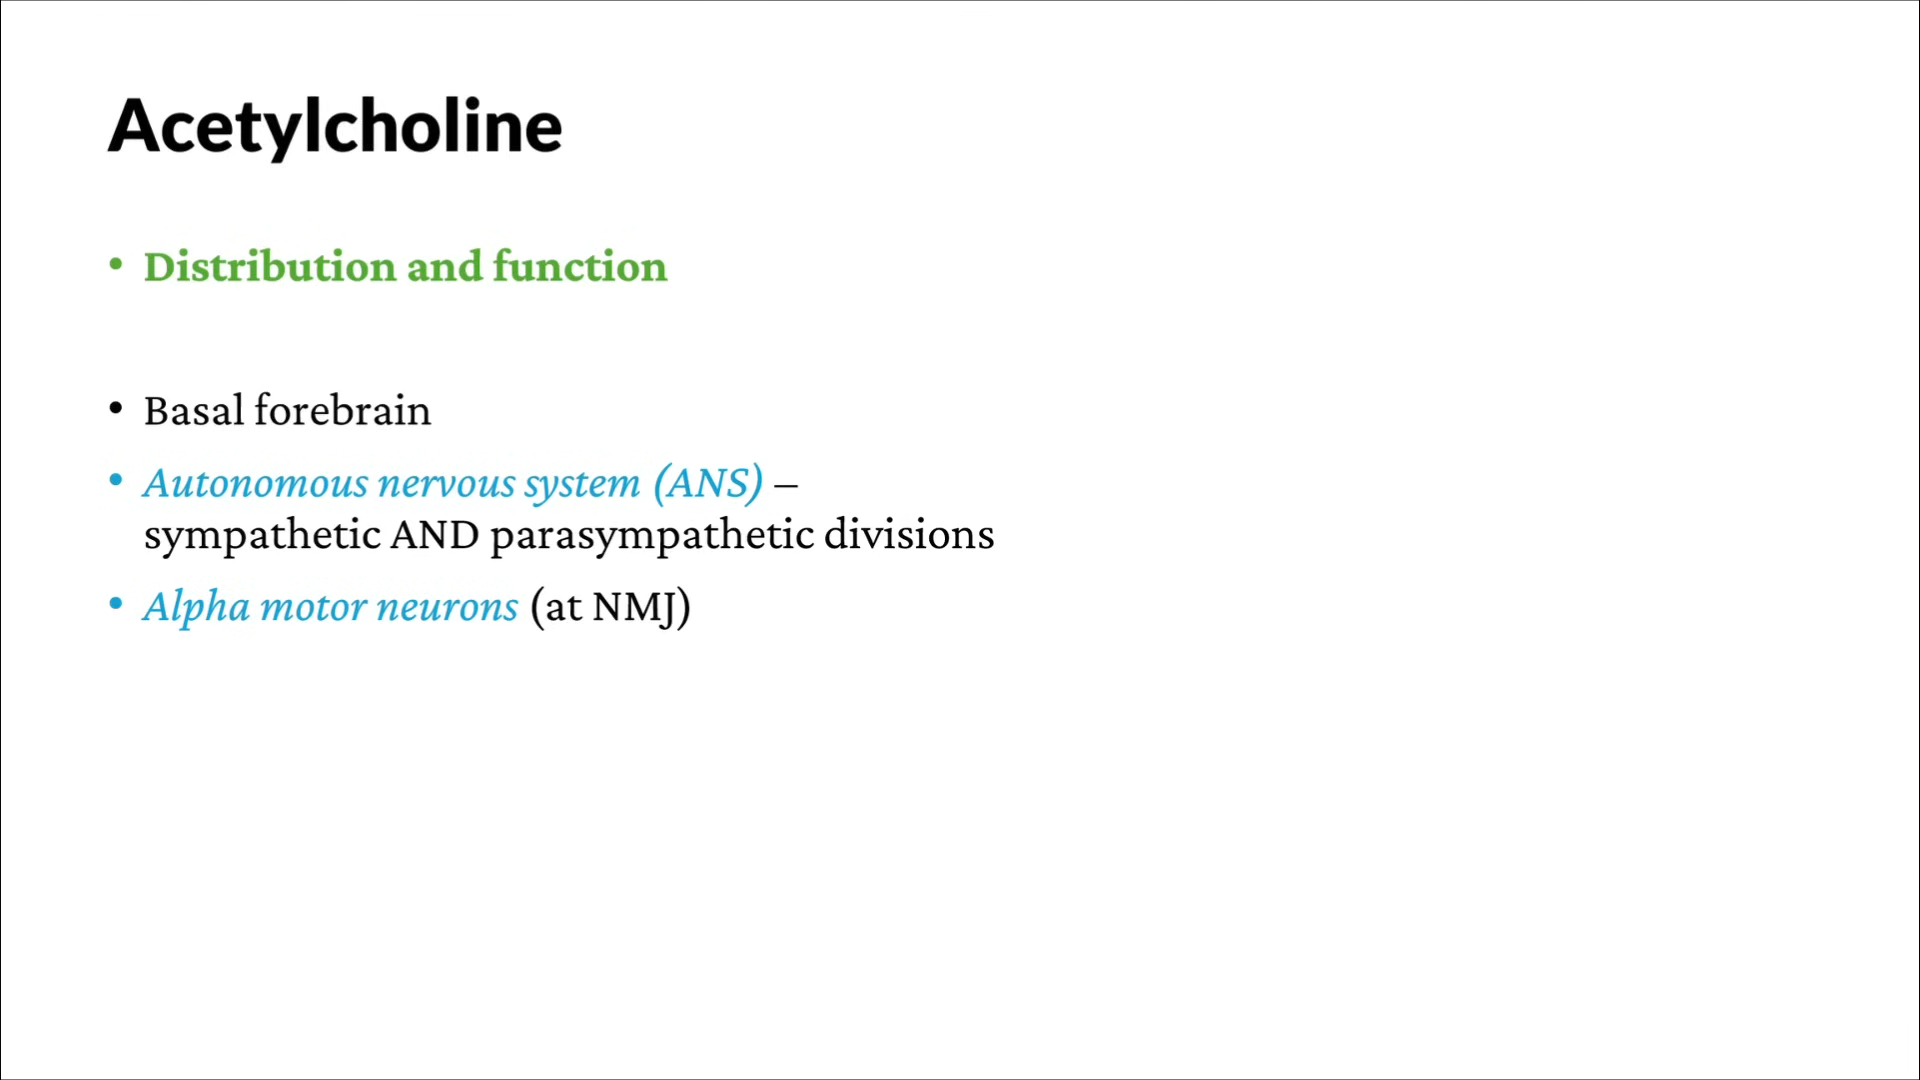 Acetylcholine
• Distribution and function
• Basal forebrain
• Autonomous nervous system (ANS) –
sympathetic AND parasympathetic divisions
• Alpha motor neurons (at NMJ)